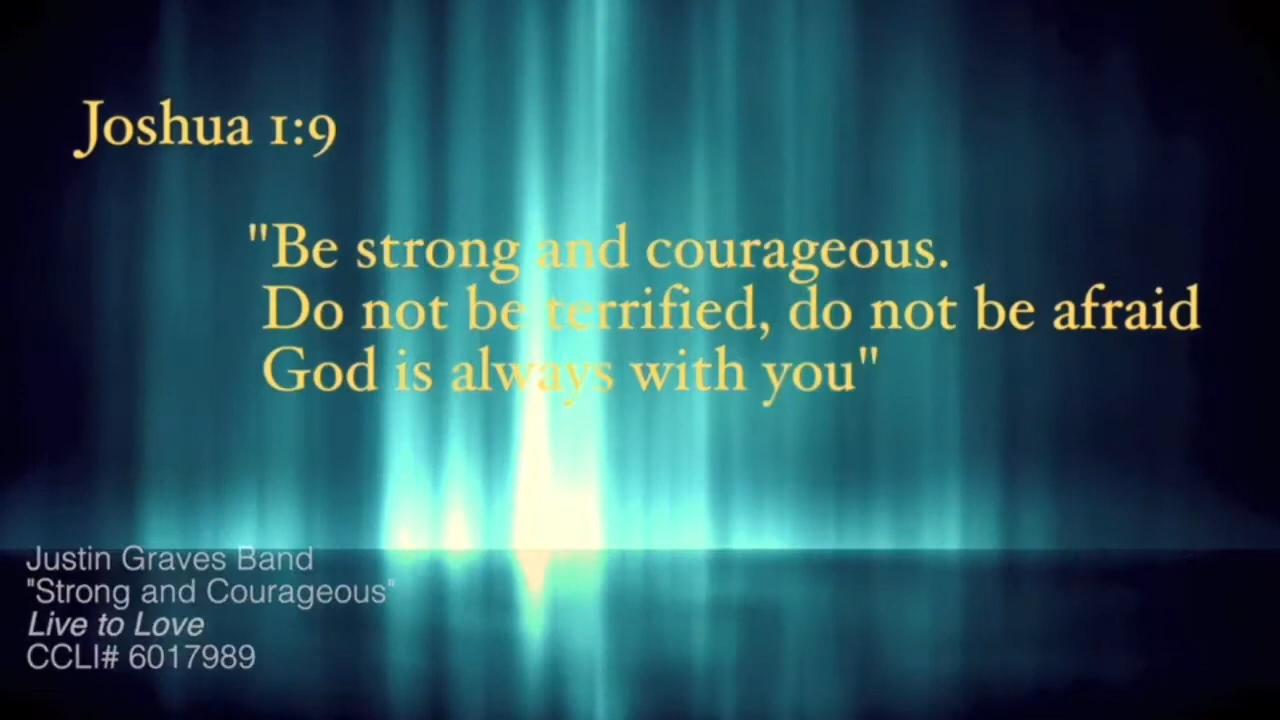 Joshua 1:9
"Be strong and courageous.
Do not be terrified, do not be afraid
God is always with you"
Justin Graves Band
"Strong and Courageous"
Live to Love
CCLI# 6017989